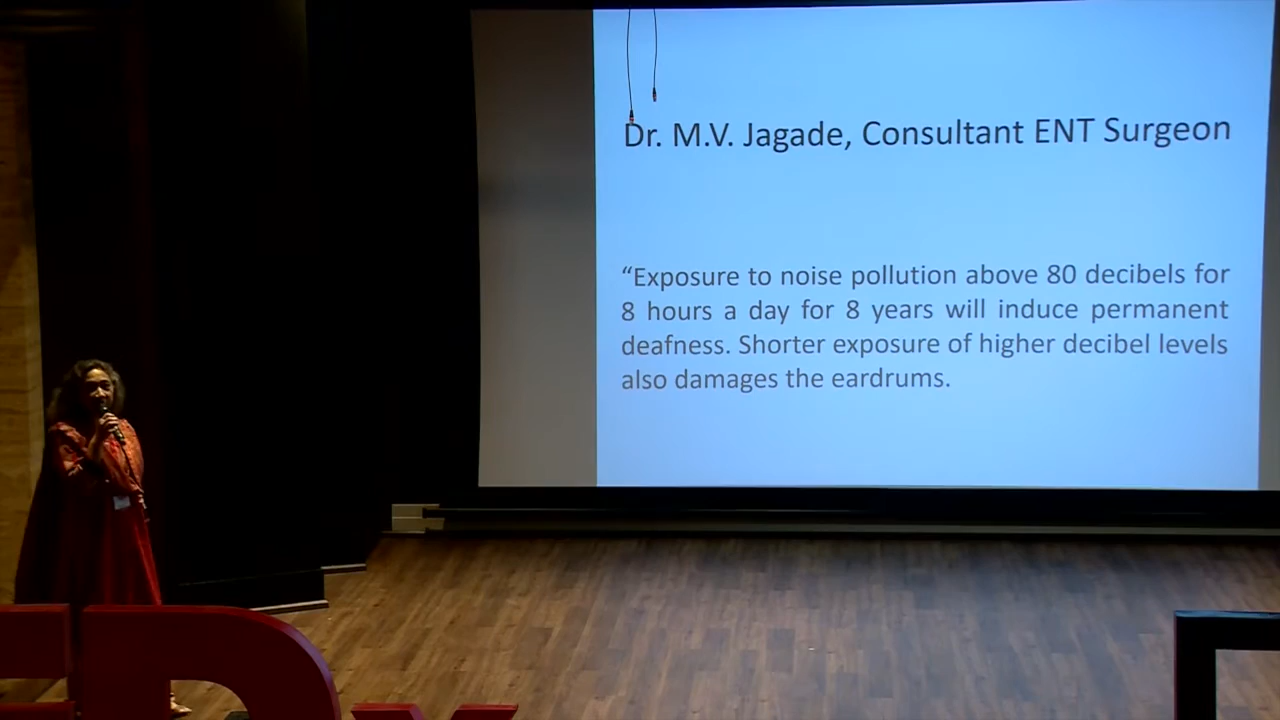 Dr. M.V. Jagade, Consultant ENT Surgeon
“Exposure to noise pollution above 80 decibels for
8 hours a day for 8 years will induce permanent
deafness. Shorter exposure of higher decibel levels
also damages the eardrums.
EDx